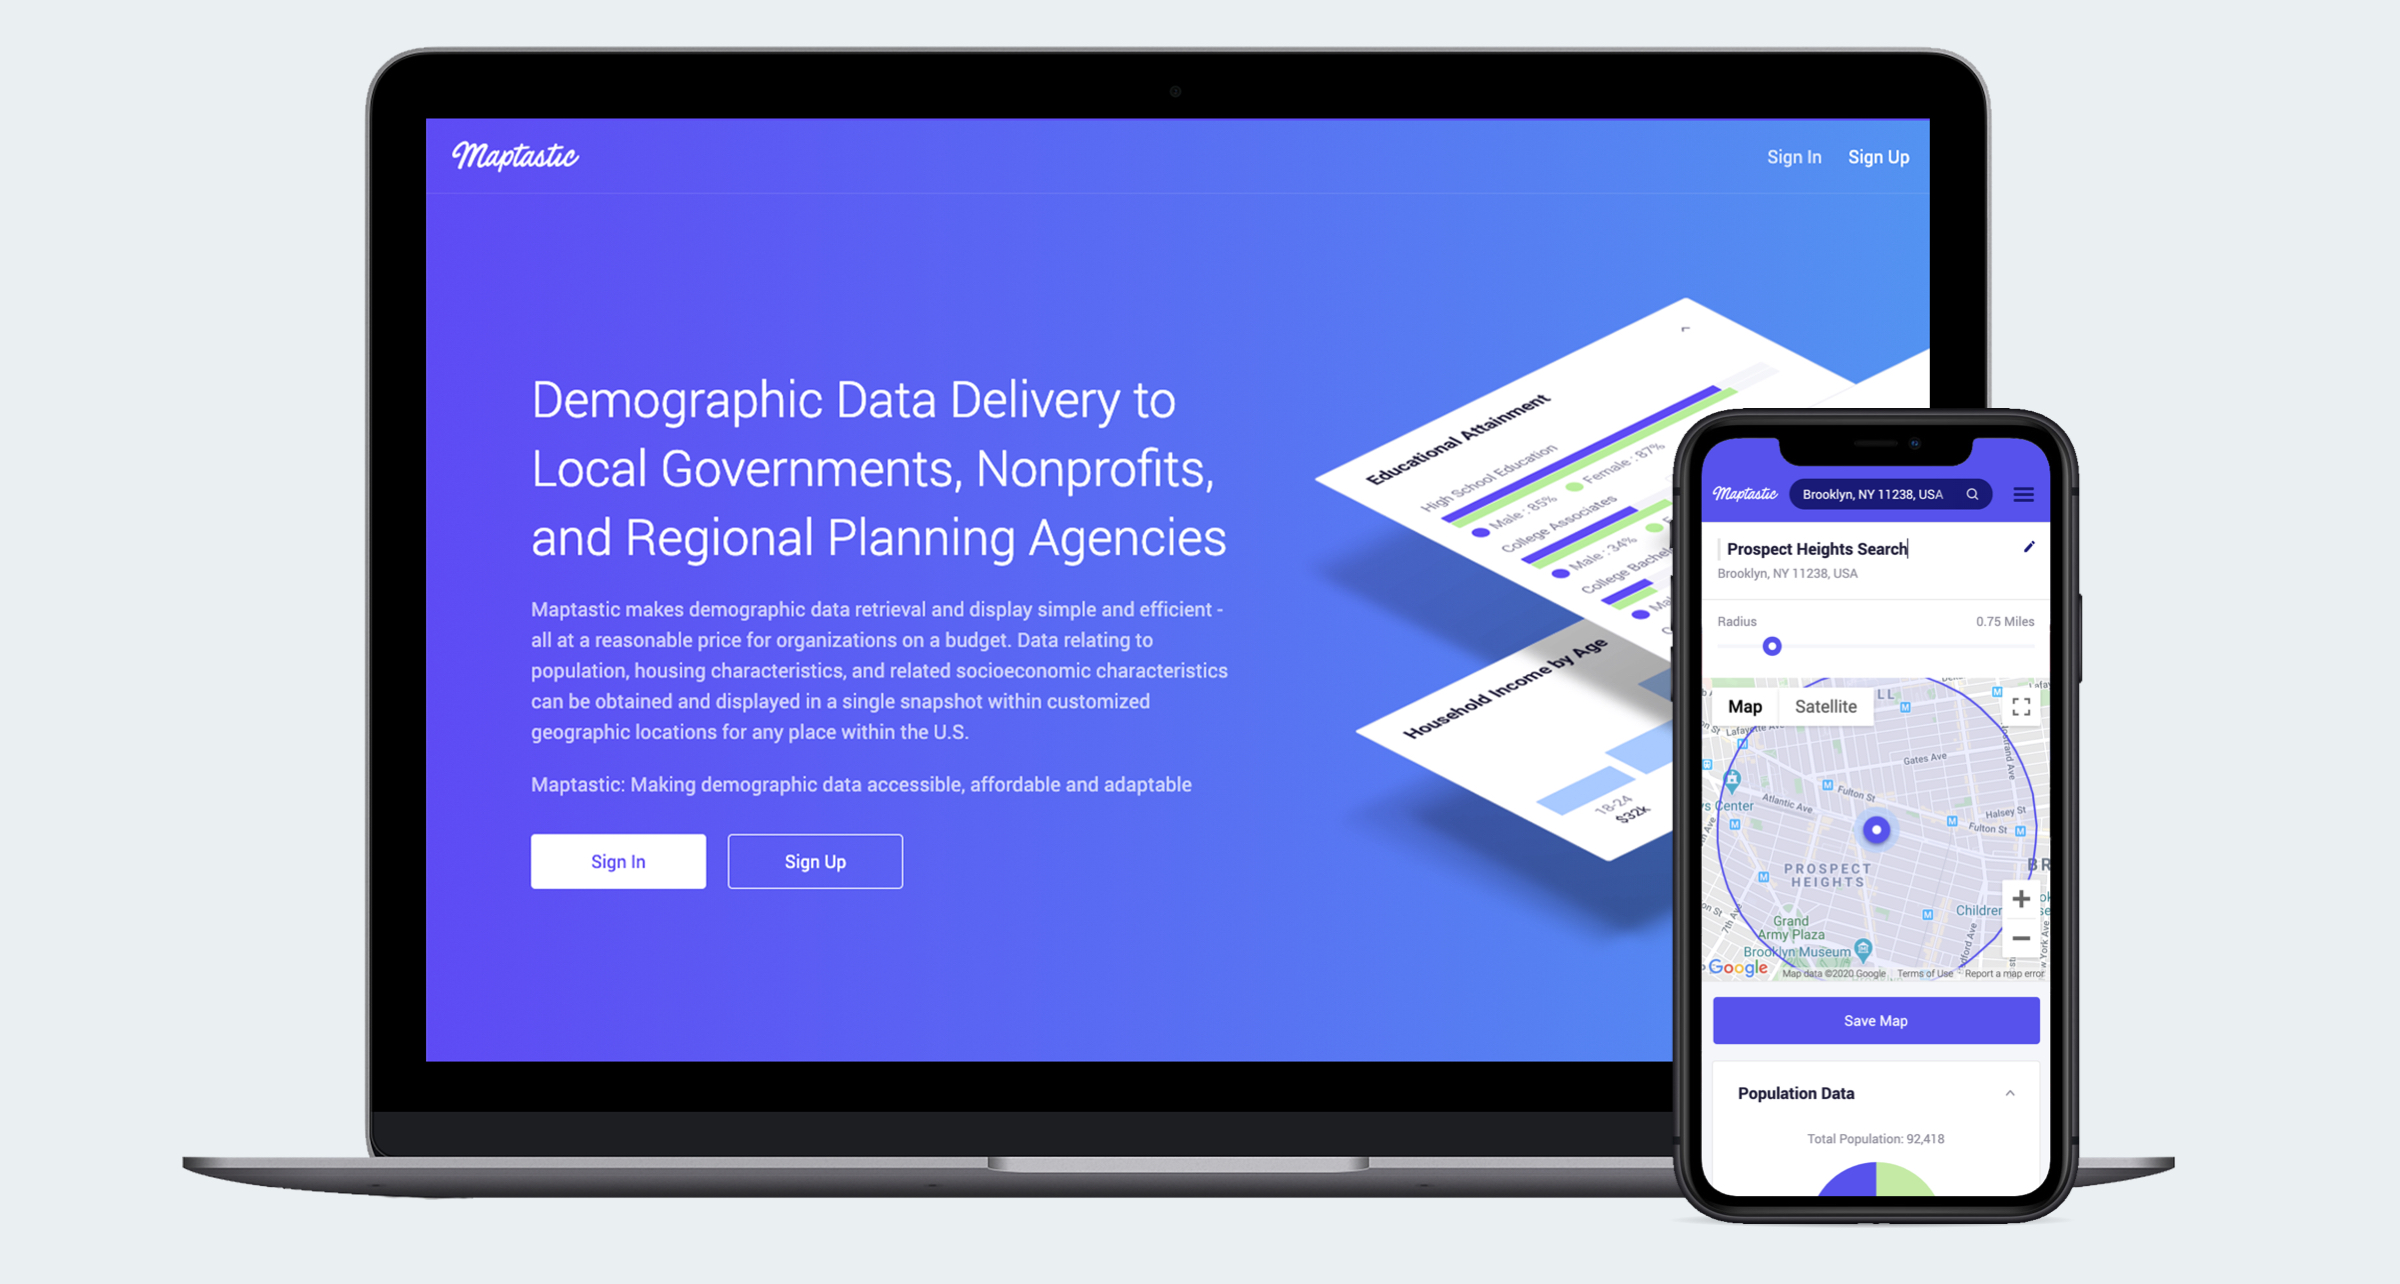 Maptastic
Sign In
Sign Up
Demographic Data Delivery to
Local Governments, Nonprofits,
and Regional Planning Agencies
Maptastic makes demographic data retrieval and display simple and efficient -
all at a reasonable price for organizations on a budget. Data relating to
population, housing characteristics, and related socioeconomic characteristics
can be obtained and displayed in a single snapshot within customized
geographic locations for any place within the U.S.
Maptastic: Making demographic data accessible, affordable and adaptable
Sign In
Sign Up
Educational Attainment
High School Education
Male : 85%
Female : 87%
College Associates
Male : 34%
Household Income by Age
18-24
$32k
Maptastic
Brooklyn, NY 11238, USA
Prospect Heights Search
Brooklyn, NY 11238, USA
Radius
0.75 Miles
Map
Satellite
Gates Ave
Fulton St
Atlantic Ave
Halsey St
Fulton St
Center
PROSPECT
HEIGHTS
Grand
Army Plaza
Brooklyn Museum
7th Ave
Google
Map data ©2020 Google
Terms of Use
Report a map error
Save Map
Population Data
Total Population: 92,418